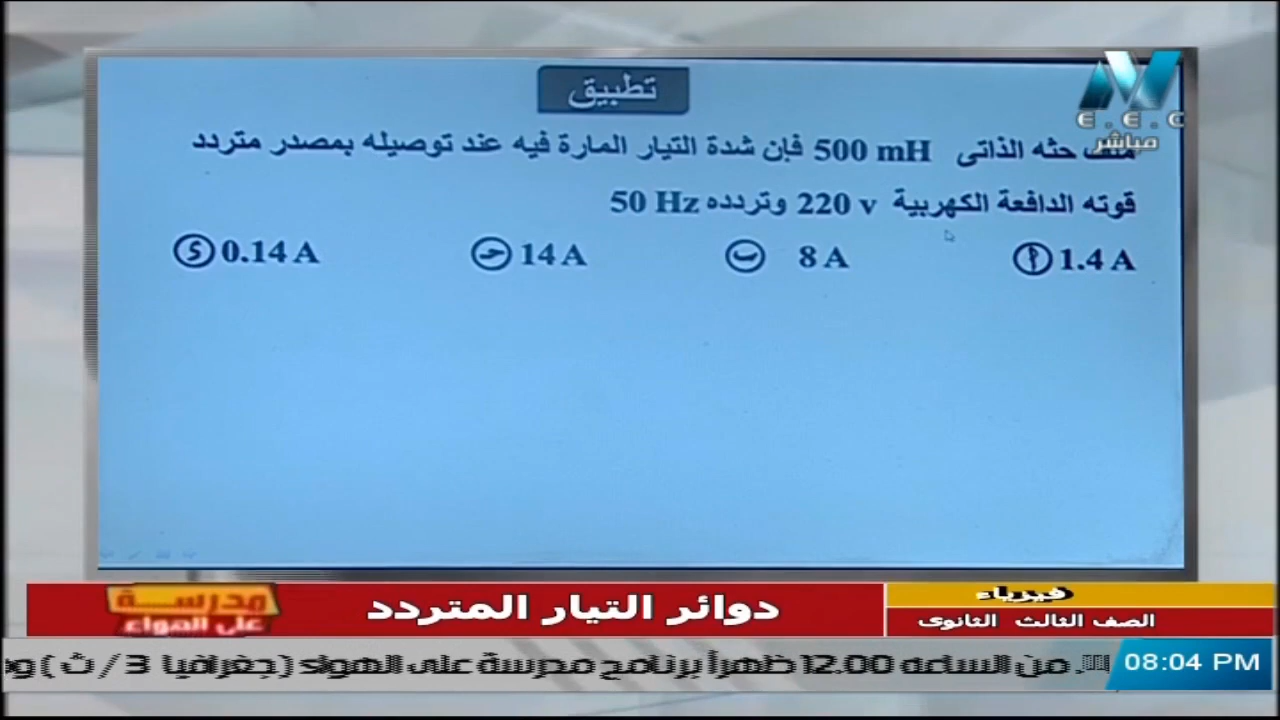 تطبيق
ملف حثه الذاتى 500 mH فإن شدة التيار المارة فيه عند توصيله بمصدر متردد
قوته الدافعة الكهربية 220 v وتردده 50 Hz
أ 1.4 A
ب 8 A
حـ 14 A
د 0.14 A
E.E.C
مباشر
مدرسة
على الهواء
دوائر التيار المتردد
فيزياء
الصف الثالث الثانوى
من الساعه 12.00 ظهراً برنامج مدرسة على الهواء (جغرافيا 3 / ث)
08:04 PM